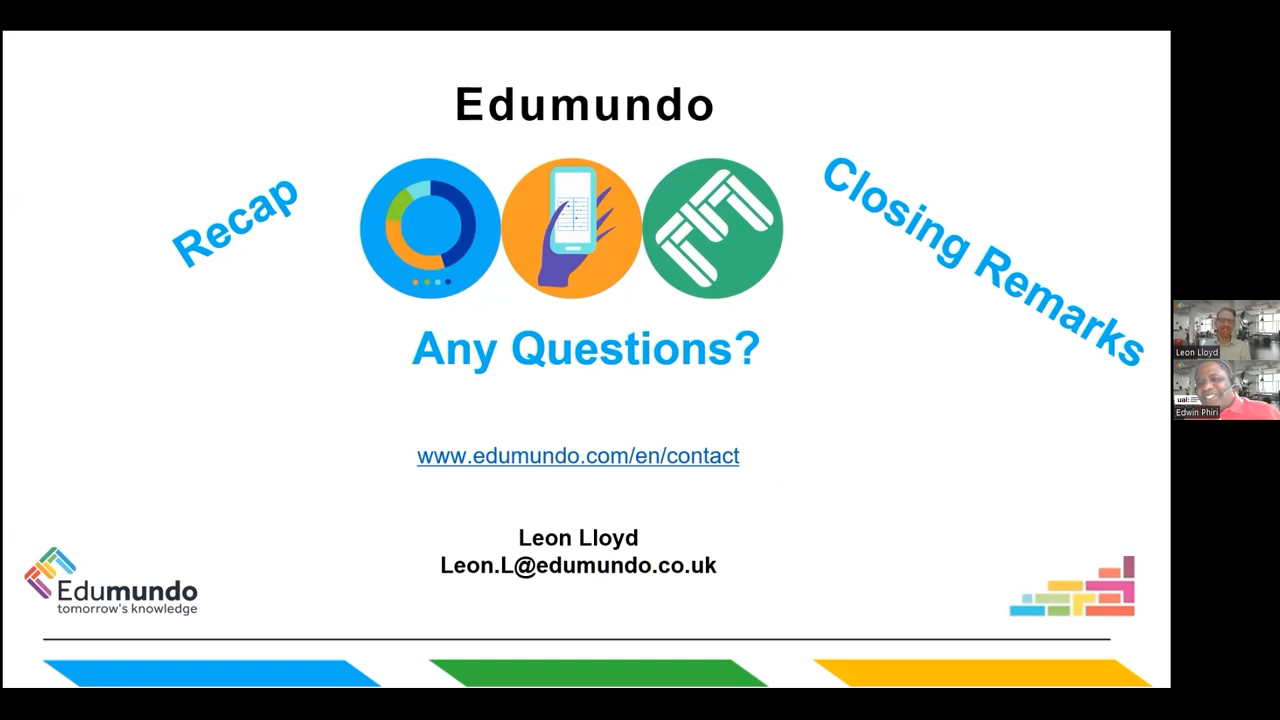 Edumundo
Recap
Closing Remarks
Any Questions?
www.edumundo.com/en/contact
Leon Lloyd
Leon.L@edumundo.co.uk
Edumundo
tomorrow's knowledge
Leon Lloyd
ual:
Edwin Phiri